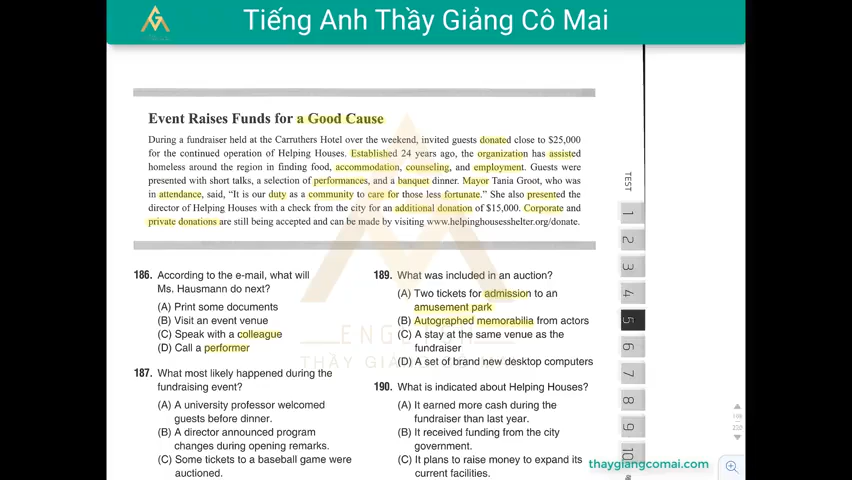 Tiếng Anh Thầy Giảng Cô Mai
Event Raises Funds for a Good Cause
During a fundraiser held at the Carruthers Hotel over the weekend, invited guests donated close to $25,000
for the continued operation of Helping Houses. Established 24 years ago, the organization has assisted
homeless around the region in finding food, accommodation, counseling, and employment. Guests were
presented with short talks, a selection of performances, and a banquet dinner. Mayor Tania Groot, who was
in attendance, said, “It is our duty as a community to care for those less fortunate.” She also presented the
director of Helping Houses with a check from the city for an additional donation of $15,000. Corporate and
private donations are still being accepted and can be made by visiting www.helpinghousesshelter.org/donate.
186. According to the e-mail, what will
Ms. Hausmann do next?
(A) Print some documents
(B) Visit an event venue
(C) Speak with a colleague
(D) Call a performer
187. What most likely happened during the
fundraising event?
(A) A university professor welcomed
guests before dinner.
(B) A director announced program
changes during opening remarks.
(C) Some tickets to a baseball game were
auctioned.
189. What was included in an auction?
(A) Two tickets for admission to an
amusement park
(B) Autographed memorabilia from actors
(C) A stay at the same venue as the
fundraiser
(D) A set of brand new desktop computers
190. What is indicated about Helping Houses?
(A) It earned more cash during the
fundraiser than last year.
(B) It received funding from the city
government.
(C) It plans to raise money to expand its
current facilities.
TEST
1
2
3
4
5
6
7
8
9
10
THẦY GIẢNG
thaygiangcomai.com